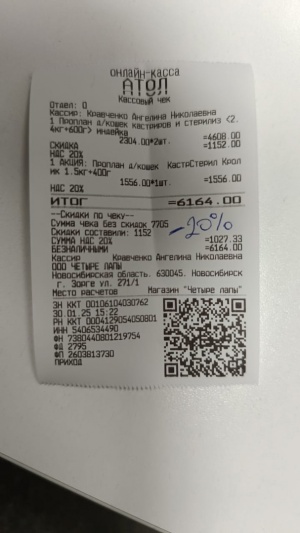 ОНЛАЙН-КАССА
АТОЛ
Кассовый чек
Отдел: 0
Кассир: Кравченко Ангелина Николаевна
1 Проплан д/кошек кастриров и стерилиз <2.
4кг+600г> индейка
2304.00*2шт. =4608.00
СКИДКА =1152.00
НДС 20%
1 АКЦИЯ: Проплан д/кошек КастрСтерил Крол
ик 1.5кг+400г
1556.00*1шт. =1556.00
НДС 20%
ИТОГ =6164.00
--Скидки по чеку--
Сумма чека без скидок 7705
Скидки составили: 1152
-20%
СУММА НДС 20% =1027.33
БЕЗНАЛИЧНЫМИ =6164.00
Кассир Кравченко Ангелина Николаевна
ООО ЧЕТЫРЕ ЛАПЫ
Новосибирская область. 630045. Новосибирск
г. Зорге ул. 271/1
Место расчетов Магазин "Четыре лапы"
ЗН ККТ 00106104030762
30.01.25 15:22
РН ККТ 0004129054050801
ИНН 5406534490
ФН 7380440801219754
ФД 2795
ФП 2603813730
ПРИХОД